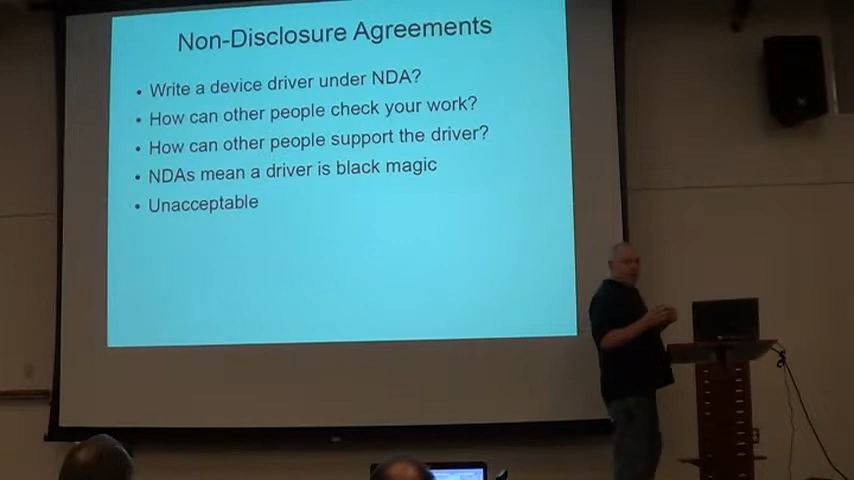 Non-Disclosure Agreements
• Write a device driver under NDA?
• How can other people check your work?
• How can other people support the driver?
• NDAs mean a driver is black magic
• Unacceptable